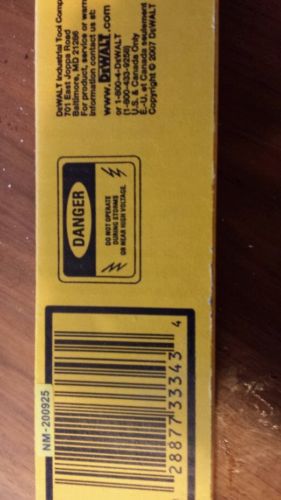 DEWALT Industrial Tool Comp
701 East Joppa Road
Baltimore, MD 21286
For product, service or warr
information contact us at:
www.DEWALT.com
or 1-800-4-DEWALT
(1-800-433-9258)
U.S. & Canada Only
É.-U. et Canada seulement
Copyright © 2007 DEWALT
DANGER
DO NOT OPERATE
DURING STORMS
OR NEAR HIGH VOLTAGE.
NM-200925
28877 33343 4